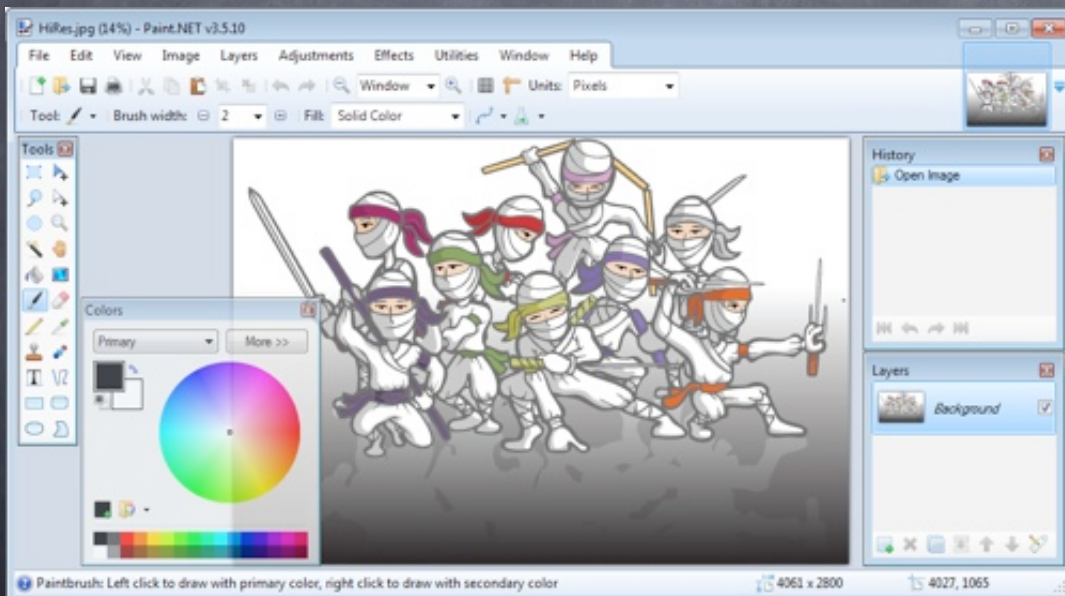 HiRes.jpg (14%) - Paint.NET v3.5.10
File Edit View Image Layers Adjustments Effects Utilities Window Help
Window Units: Pixels
Tool: Brush width: 2 Fill: Solid Color
Tools
History
Open Image
Colors
Primary More >>
Layers
Background
Paintbrush: Left click to draw with primary color, right click to draw with secondary color 4061 x 2800 4027, 1065